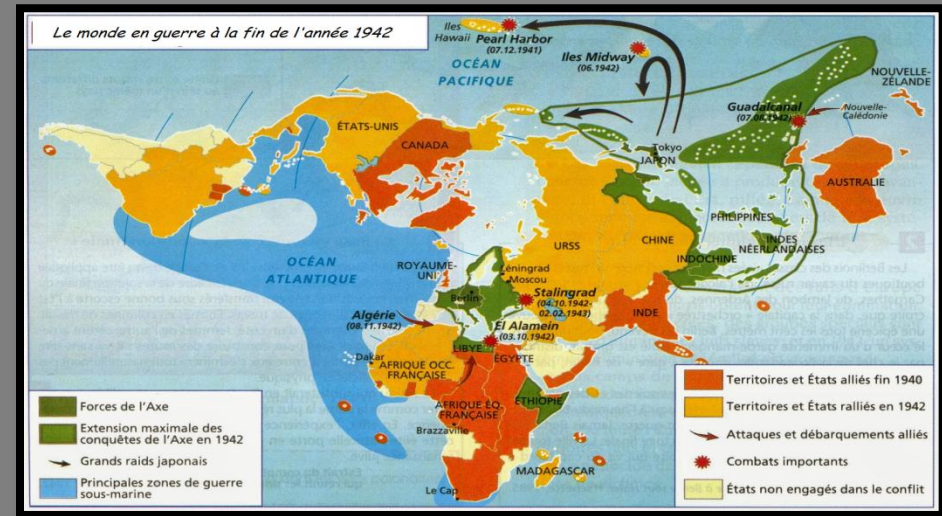 Le monde en guerre à la fin de l'année 1942
Iles
Hawaii
Pearl Harbor
(07.12.1941)
Iles Midway
(06.1942)
OCÉAN
PACIFIQUE
NOUVELLE-
ZÉLANDE
Guadalcanal
(07.08.1942)
Nouvelle-
Calédonie
ÉTATS-UNIS
CANADA
Tokyo
JAPON
AUSTRALIE
PHILIPPINES
INDES
NÉERLANDAISES
INDOCHINE
CHINE
URSS
OCÉAN
ATLANTIQUE
ROYAUME-
UNI
Léningrad
Moscou
Berlin
Stalingrad
(04.10.1942-
02.02.1943)
INDE
Algérie
(08.11.1942)
El Alamein
(03.10.1942)
LIBYE
ÉGYPTE
Dakar
AFRIQUE OCC.
FRANÇAISE
AFRIQUE ÉQ.
FRANÇAISE
ÉTHIOPIE
Brazzaville
MADAGASCAR
Le Cap
Forces de l'Axe
Extension maximale des
conquêtes de l'Axe en 1942
Grands raids japonais
Principales zones de guerre
sous-marine
Territoires et États alliés fin 1940
Territoires et États ralliés en 1942
Attaques et débarquements alliés
Combats importants
États non engagés dans le conflit